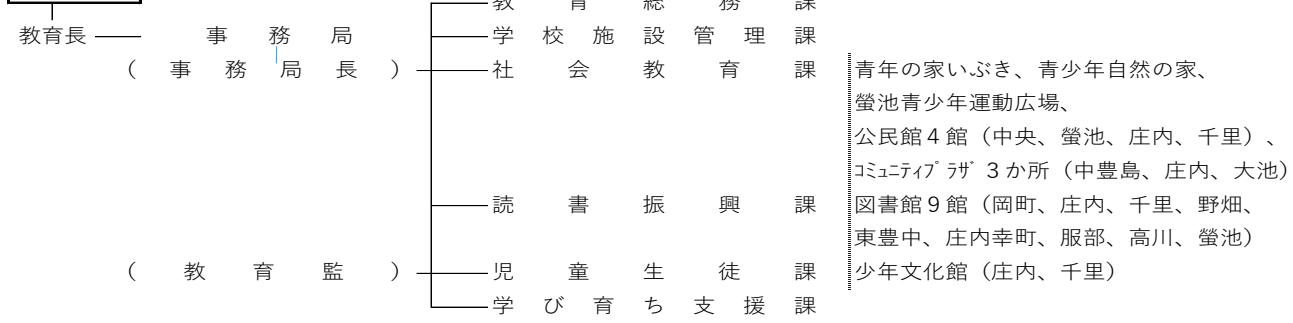 教育総務課
教育長 事務局 学校施設管理課
(事務局長) 社会教育課 青年の家いぶき、青少年自然の家、
螢池青少年運動広場、
公民館4館（中央、螢池、庄内、千里）、
ｺﾐｭﾆﾃｨﾌﾟﾗｻﾞ3か所（中豊島、庄内、大池）
読書振興課 図書館9館（岡町、庄内、千里、野畑、
東豊中、庄内幸町、服部、高川、螢池）
(教育監) 児童生徒課 少年文化館（庄内、千里）
学び育ち支援課